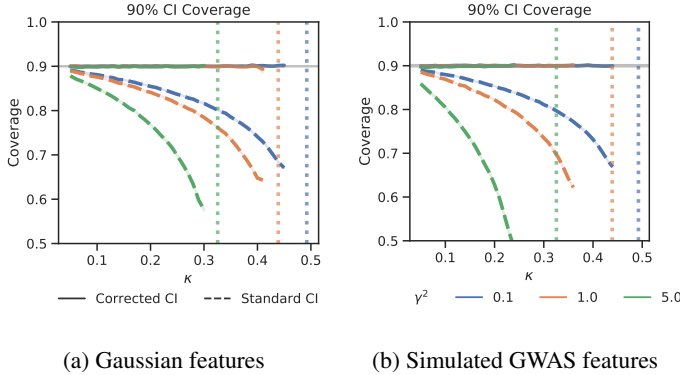 90% CI Coverage
1.0
0.9
0.8
0.7
0.6
0.5
Coverage
0.1 0.2 0.3 0.4 0.5
κ
Corrected CI Standard CI
(a) Gaussian features
90% CI Coverage
1.0
0.9
0.8
0.7
0.6
0.5
Coverage
0.1 0.2 0.3 0.4 0.5
κ
γ² 0.1 1.0 5.0
(b) Simulated GWAS features